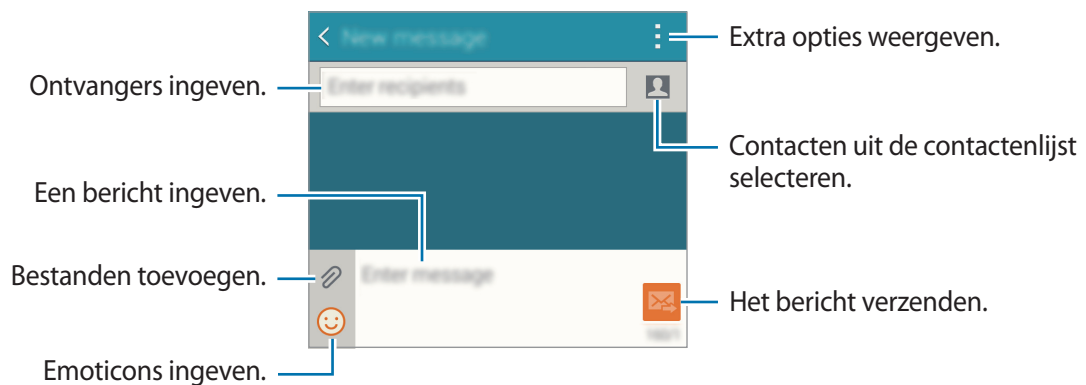 New message
Extra opties weergeven.
Ontvangers ingeven.
Enter recipients
Contacten uit de contactenlijst
selecteren.
Een bericht ingeven.
Bestanden toevoegen.
Enter message
Het bericht verzenden.
Emoticons ingeven.